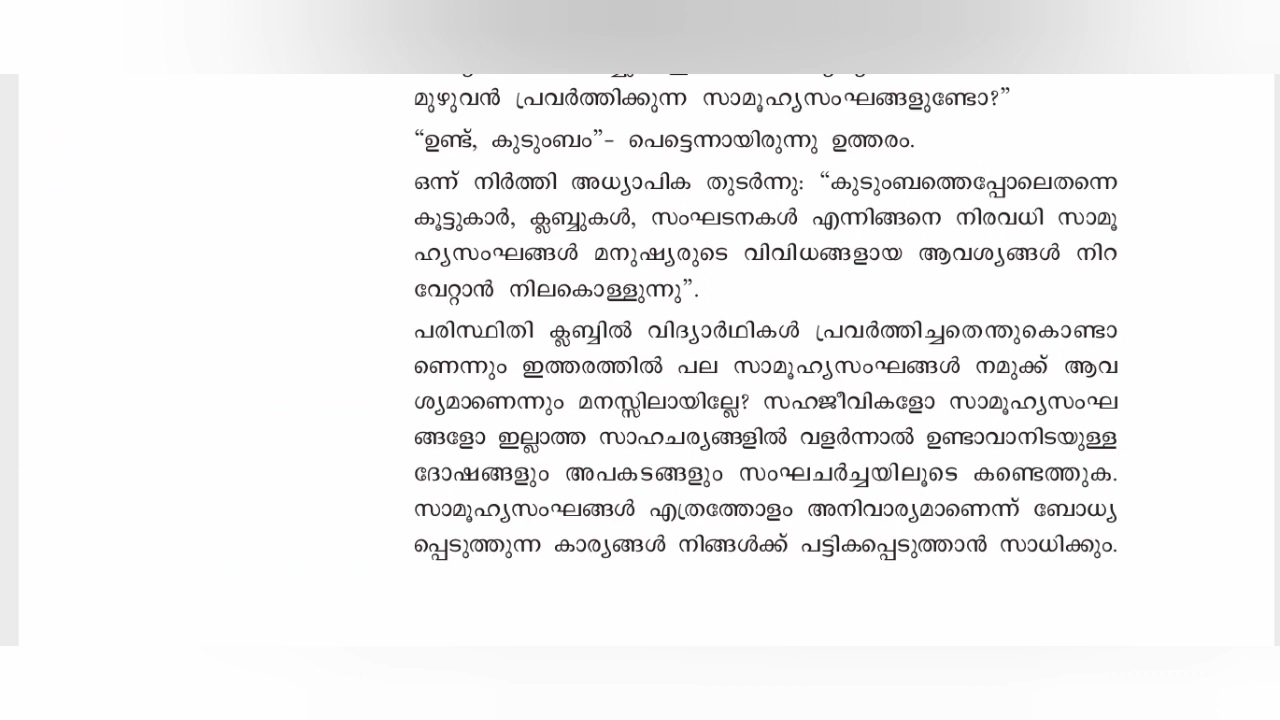 മുഴുവൻ പ്രവർത്തിക്കുന്ന സാമൂഹ്യസംഘങ്ങളുണ്ടോ?”
“ഉണ്ട്, കുടുംബം”– പെട്ടെന്നായിരുന്നു ഉത്തരം.
ഒന്ന് നിർത്തി അധ്യാപിക തുടർന്നു: “കുടുംബത്തെപ്പോലെതന്നെ
കൂട്ടുകാർ, ക്ലബ്ബുകൾ, സംഘടനകൾ എന്നിങ്ങനെ നിരവധി സാമൂ
ഹ്യസംഘങ്ങൾ മനുഷ്യരുടെ വിവിധങ്ങളായ ആവശ്യങ്ങൾ നിറ
വേറ്റാൻ നിലകൊള്ളുന്നു”.
പരിസ്ഥിതി ക്ലബ്ബിൽ വിദ്യാർഥികൾ പ്രവർത്തിച്ചതെന്തുകൊണ്ടാ
ണെന്നും ഇത്തരത്തിൽ പല സാമൂഹ്യസംഘങ്ങൾ നമുക്ക് ആവ
ശ്യമാണെന്നും മനസ്സിലായില്ലേ? സഹജീവികളോ സാമൂഹ്യസംഘ
ങ്ങളോ ഇല്ലാത്ത സാഹചര്യങ്ങളിൽ വളർന്നാൽ ഉണ്ടാവാനിടയുള്ള
ദോഷങ്ങളും അപകടങ്ങളും സംഘചർച്ചയിലൂടെ കണ്ടെത്തുക.
സാമൂഹ്യസംഘങ്ങൾ എത്രത്തോളം അനിവാര്യമാണെന്ന് ബോധ്യ
പ്പെടുത്തുന്ന കാര്യങ്ങൾ നിങ്ങൾക്ക് പട്ടികപ്പെടുത്താൻ സാധിക്കും.